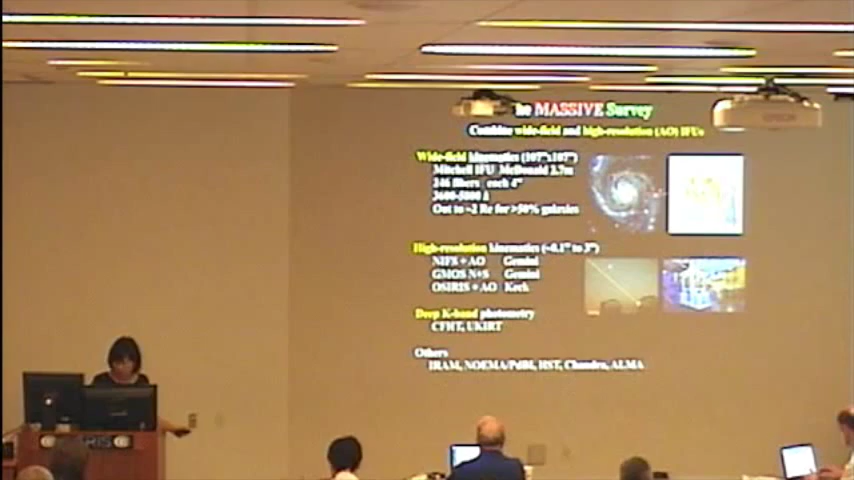 he MASSIVE Survey
Combine wide-field and high-resolution (AO) IFUs
Wide-field kinematics (107"x107")
Mitchell IFU McDonald 2.7m
246 fibers each 4"
Out to ~2 Re for >50% galaxies
High-resolution kinematics (~0.1" to 3")
NIFS + AO Gemini
GMOS N+S Gemini
OSIRIS + AO Keck
Deep K-band photometry
CFHT, UKIRT
Others
IRAM, NOEMA/PdBI, HST, Chandra, ALMA
EPSON